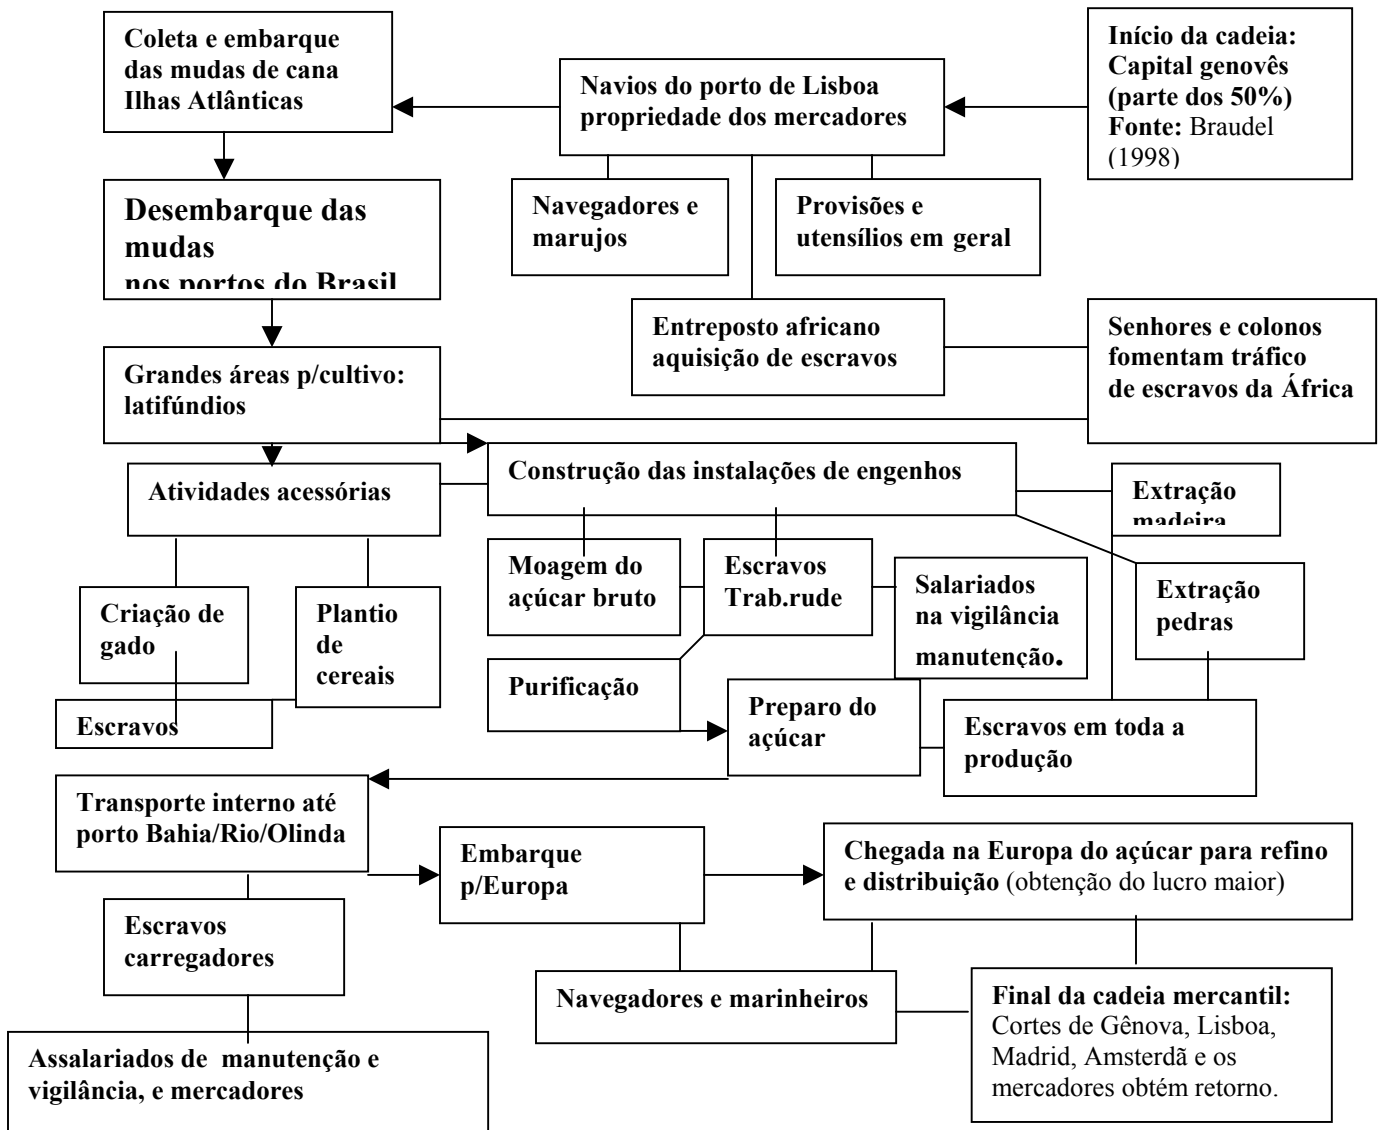 Coleta e embarque
das mudas de cana
Ilhas Atlânticas
Navios do porto de Lisboa
propriedade dos mercadores
Início da cadeia:
Capital genovês
(parte dos 50%)
Fonte: Braudel
(1998)
Desembarque das
mudas
nos portos do Brasil
Navegadores e
marujos
Provisões e
utensílios em geral
Entreposto africano
aquisição de escravos
Senhores e colonos
fomentam tráfico
de escravos da África
Grandes áreas p/cultivo:
latifúndios
Atividades acessórias
Construção das instalações de engenhos
Extração
madeira
Moagem do
açúcar bruto
Escravos
Trab.rude
Salariados
na vigilância
manutenção.
Extração
pedras
Criação de
gado
Plantio
de
cereais
Escravos
Purificação
Preparo do
açúcar
Escravos em toda a
produção
Transporte interno até
porto Bahia/Rio/Olinda
Embarque
p/Europa
Chegada na Europa do açúcar para refino
e distribuição (obtenção do lucro maior)
Escravos
carregadores
Navegadores e marinheiros
Final da cadeia mercantil:
Cortes de Gênova, Lisboa,
Madrid, Amsterdã e os
mercadores obtém retorno.
Assalariados de manutenção e
vigilância, e mercadores